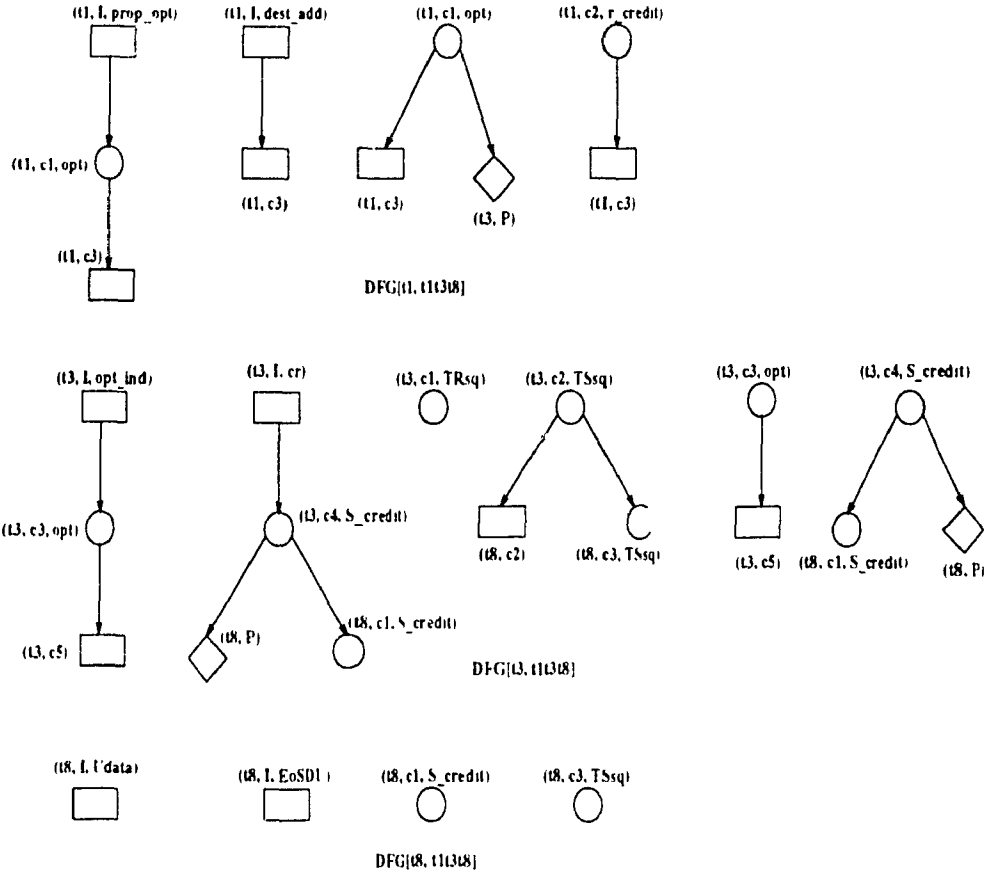 (t1, I, prop_opt) (t1, I, dest_add) (t1, c1, opt) (t1, c2, r_credit)
(t1, c1, opt)
(t1, c3) (t1, c3) (t1, c3)
(t3, P)
(t1, c3)
DFG[t1, t1t3t8]
(t3, I, opt_ind) (t3, I, cr) (t3, c1, TRsq) (t3, c2, TSsq) (t3, c3, opt) (t3, c4, S_credit)
(t3, c3, opt) (t3, c4, S_credit)
(t8, c2) (t8, c3, TSsq) (t3, c5) (t8, c1, S_credit) (t8, P)
(t8, c1, S_credit)
(t8, P)
(t3, c5)
DFG[t3, t1t3t8]
(t8, I, Udata) (t8, I, EoSDU) (t8, c1, S_credit) (t8, c3, TSsq)
DFG[t8, t1t3t8]